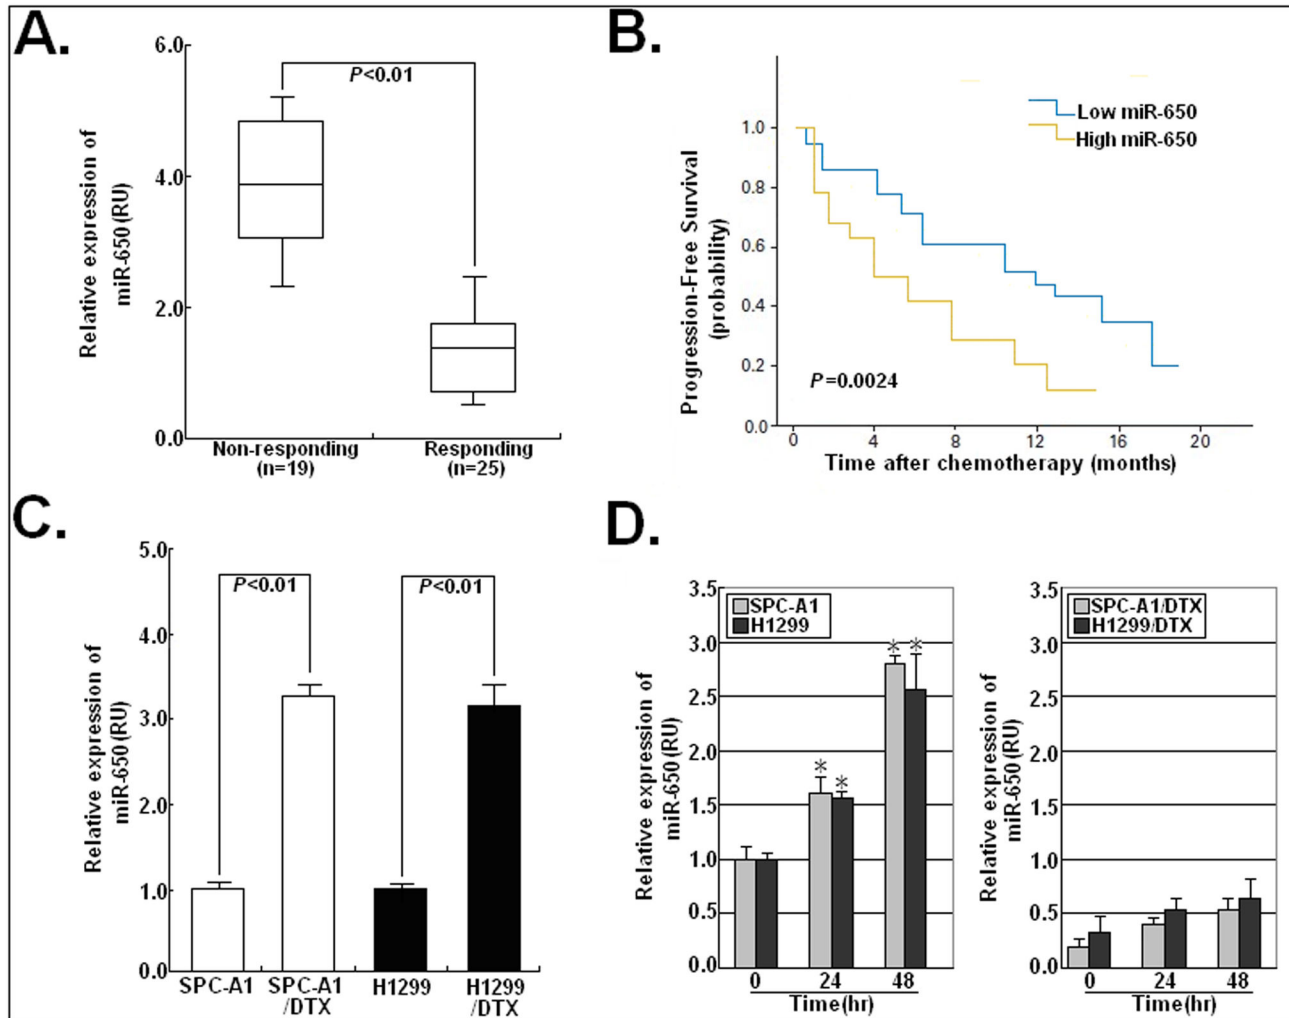 A.
6.0
4.0
2.0
0.0
Relative expression of
miR-650(RU)
P<0.01
Non-responding
(n=19)
Responding
(n=25)
B.
Low miR-650
High miR-650
1.0
0.8
0.6
0.4
0.2
0.0
Progression-Free Survival
(probability)
P=0.0024
0 4 8 12 16 20
Time after chemotherapy (months)
C.
5.0
4.0
3.0
2.0
1.0
0.0
Relative expression of
miR-650(RU)
P<0.01
P<0.01
SPC-A1
SPC-A1
/DTX
H1299
H1299
/DTX
D.
3.5
3.0
2.5
2.0
1.5
1.0
0.5
0.0
Relative expression of
miR-650(RU)
SPC-A1
H1299
* *
* *
0 24 48
Time(hr)
3.5
3.0
2.5
2.0
1.5
1.0
0.5
0.0
Relative expression of
miR-650(RU)
SPC-A1/DTX
H1299/DTX
0 24 48
Time(hr)